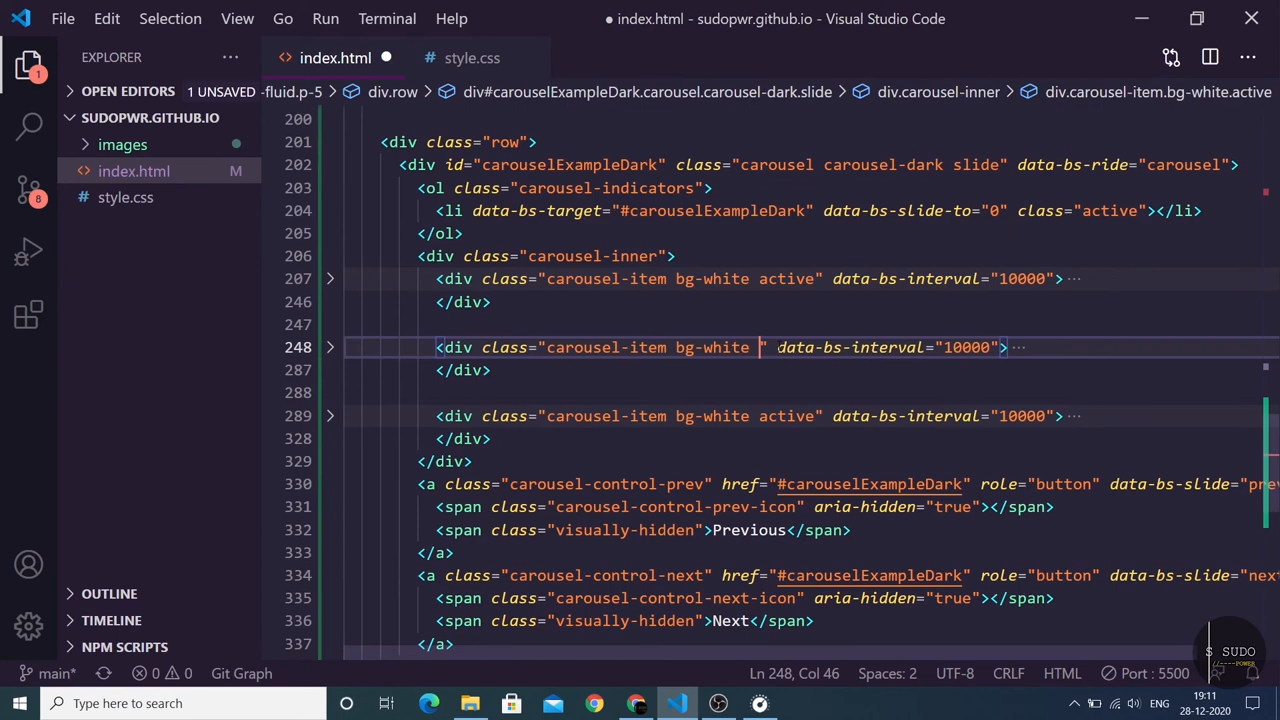 File Edit Selection View Go Run Terminal Help
● index.html - sudopwr.github.io - Visual Studio Code
EXPLORER
OPEN EDITORS 1 UNSAVED
SUDOPWR.GITHUB.IO
images
index.html M
style.css
OUTLINE
TIMELINE
NPM SCRIPTS
1
8
index.html
style.css
-fluid.p-5 > div.row > div#carouselExampleDark.carousel.carousel-dark.slide > div.carousel-inner > div.carousel-item.bg-white.active
200
201 <div class="row">
202 <div id="carouselExampleDark" class="carousel carousel-dark slide" data-bs-ride="carousel">
203 <ol class="carousel-indicators">
204 <li data-bs-target="#carouselExampleDark" data-bs-slide-to="0" class="active"></li>
205 </ol>
206 <div class="carousel-inner">
207 <div class="carousel-item bg-white active" data-bs-interval="10000">···
246 </div>
247
248 <div class="carousel-item bg-white " data-bs-interval="10000">···
287 </div>
288
289 <div class="carousel-item bg-white active" data-bs-interval="10000">···
328 </div>
329 </div>
330 <a class="carousel-control-prev" href="#carouselExampleDark" role="button" data-bs-slide="prev
331 <span class="carousel-control-prev-icon" aria-hidden="true"></span>
332 <span class="visually-hidden">Previous</span>
333 </a>
334 <a class="carousel-control-next" href="#carouselExampleDark" role="button" data-bs-slide="next
335 <span class="carousel-control-next-icon" aria-hidden="true"></span>
336 <span class="visually-hidden">Next</span>
337 </a>
S SUDO
//----POWER
main* 0 0 Git Graph
Ln 248, Col 46 Spaces: 2 UTF-8 CRLF HTML Port : 5500
Type here to search
ENG
19:11
28-12-2020